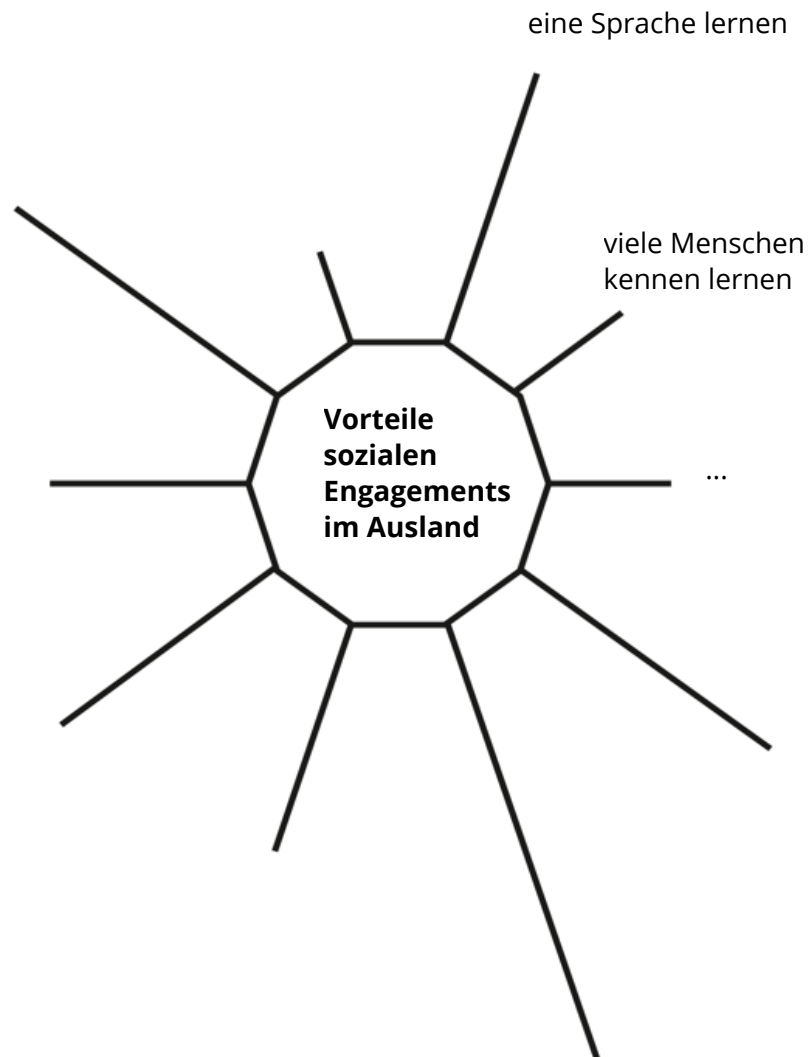 eine Sprache lernen
viele Menschen
kennen lernen
Vorteile
sozialen
Engagements
im Ausland
...